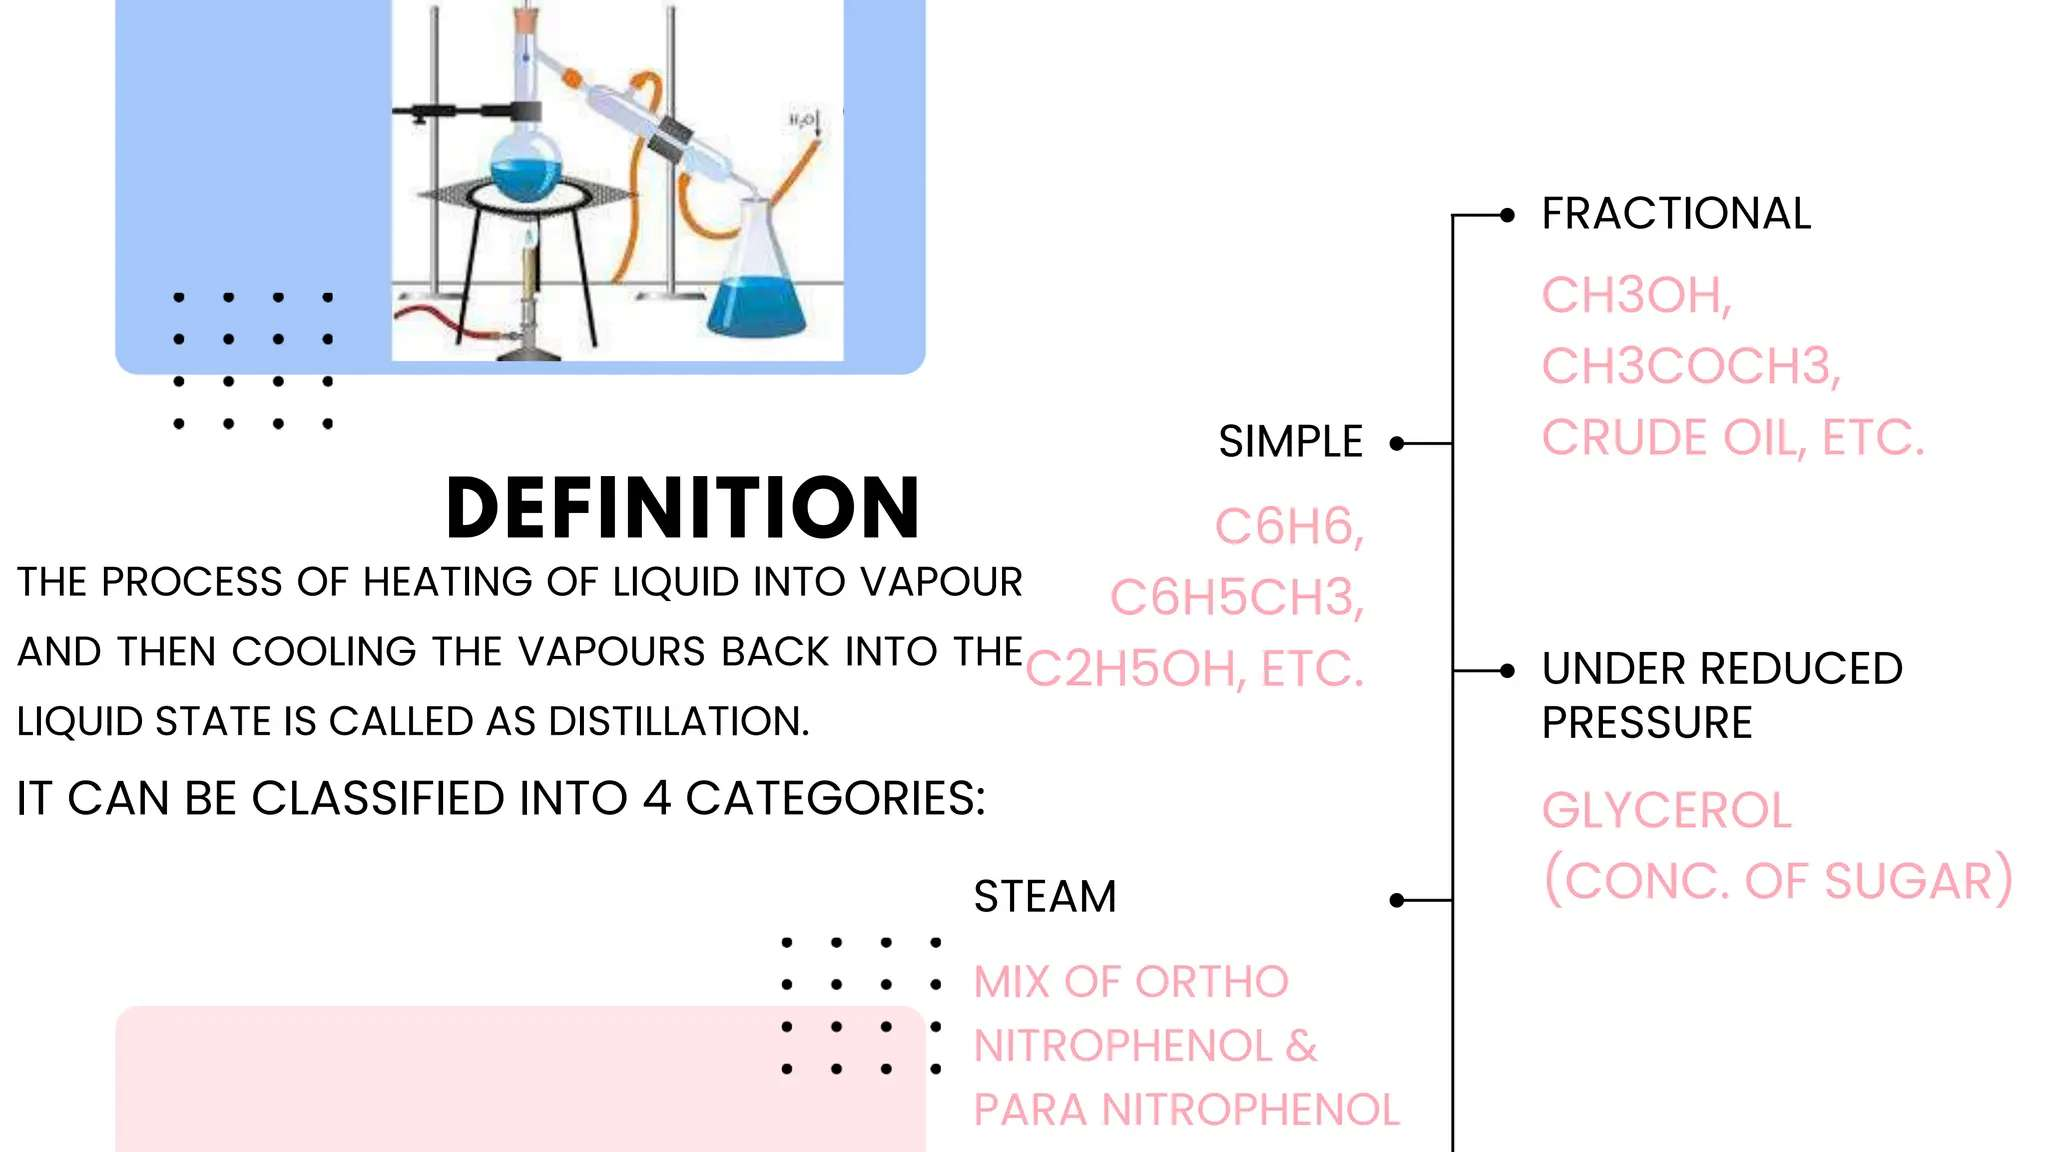 H₂O
DEFINITION
THE PROCESS OF HEATING OF LIQUID INTO VAPOUR
AND THEN COOLING THE VAPOURS BACK INTO THE
LIQUID STATE IS CALLED AS DISTILLATION.
IT CAN BE CLASSIFIED INTO 4 CATEGORIES:
FRACTIONAL
CH3OH,
CH3COCH3,
CRUDE OIL, ETC.
SIMPLE
C6H6,
C6H5CH3,
C2H5OH, ETC.
UNDER REDUCED
PRESSURE
GLYCEROL
(CONC. OF SUGAR)
STEAM
MIX OF ORTHO
NITROPHENOL &
PARA NITROPHENOL